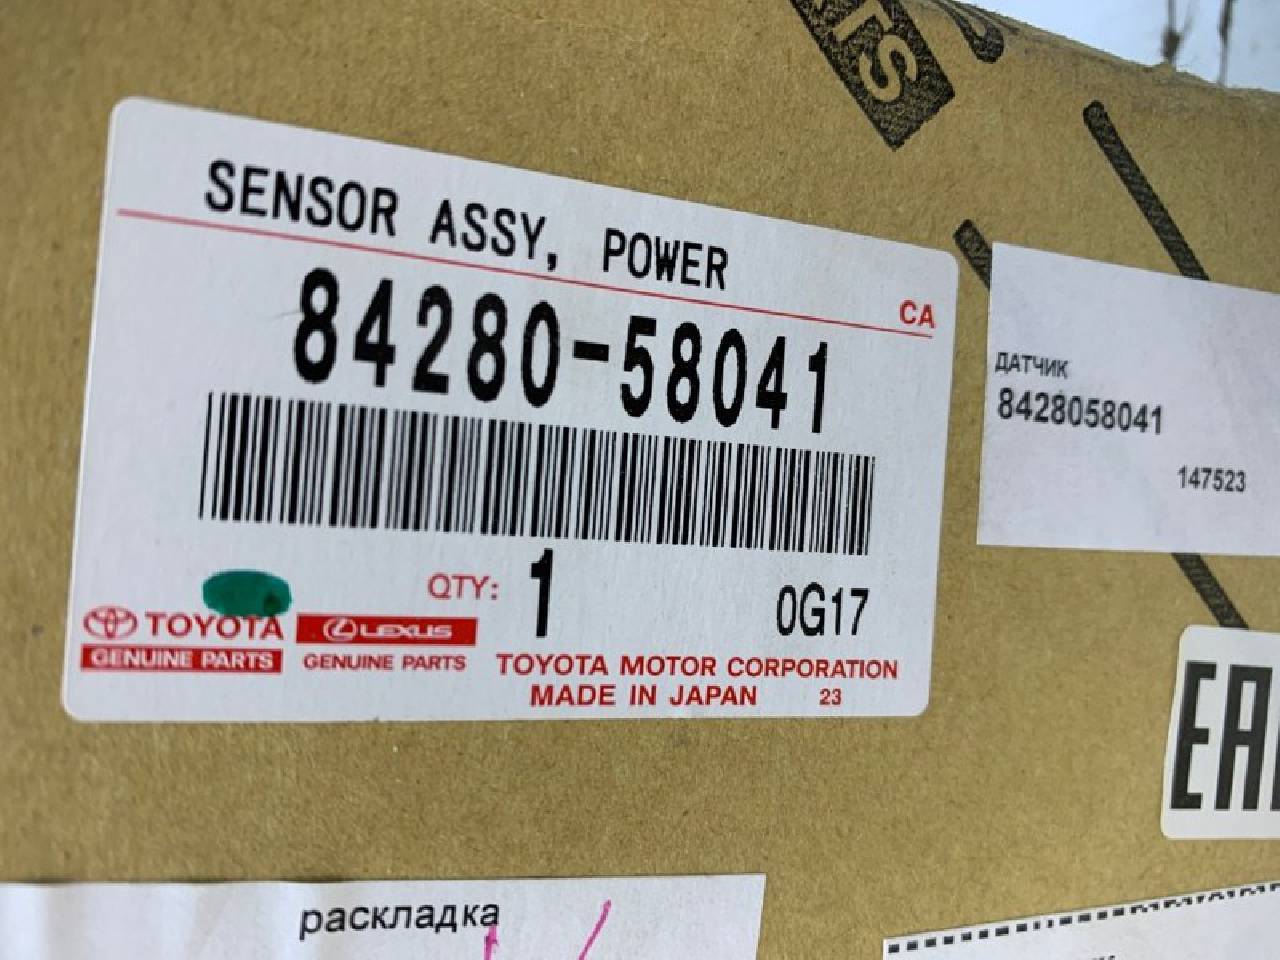 SENSOR ASSY, POWER
CA
84280-58041
QTY: 1
0G17
TOYOTA
GENUINE PARTS
LEXUS
GENUINE PARTS
TOYOTA MOTOR CORPORATION
MADE IN JAPAN 23
ДАТЧИК
8428058041
147523
EAC
раскладка